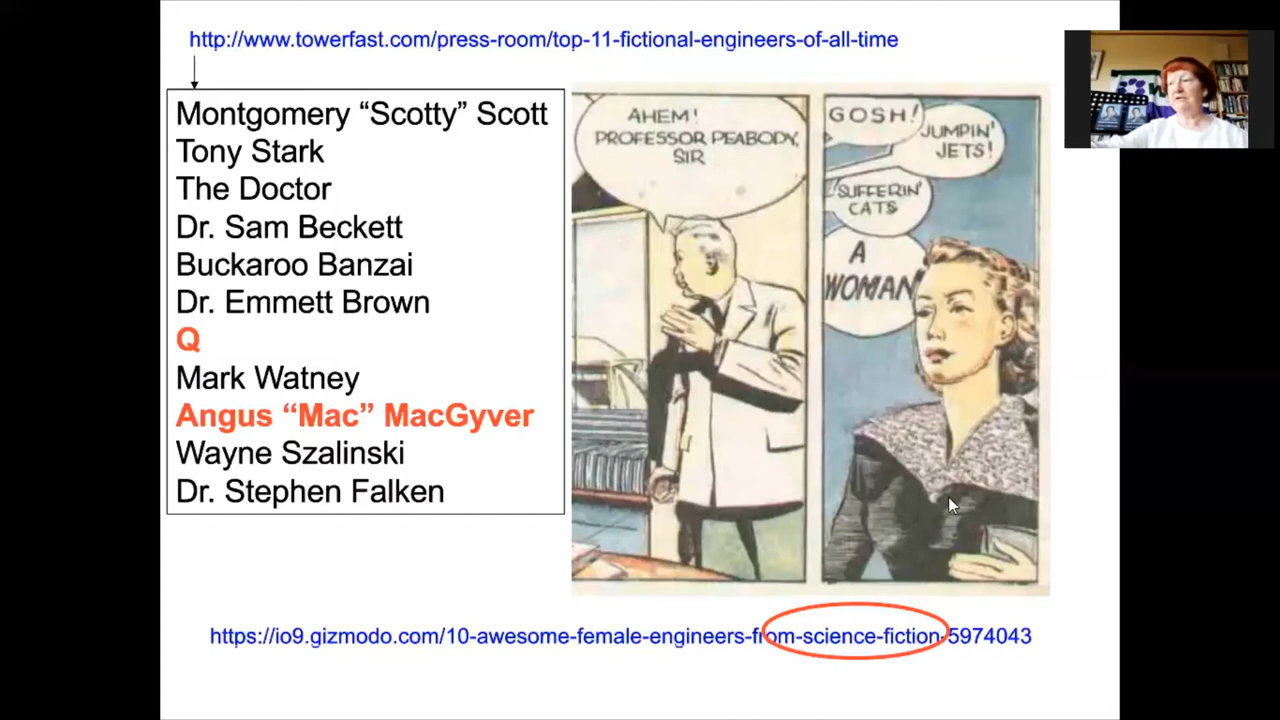 http://www.towerfast.com/press-room/top-11-fictional-engineers-of-all-time
Montgomery “Scotty” Scott
Tony Stark
The Doctor
Dr. Sam Beckett
Buckaroo Banzai
Dr. Emmett Brown
Q
Mark Watney
Angus “Mac” MacGyver
Wayne Szalinski
Dr. Stephen Falken
AHEM!
PROFESSOR PEABODY,
SIR
GOSH!
JUMPIN'
JETS!
SUFFERIN'
CATS
A
WOMAN
https://io9.gizmodo.com/10-awesome-female-engineers-from-science-fiction-5974043